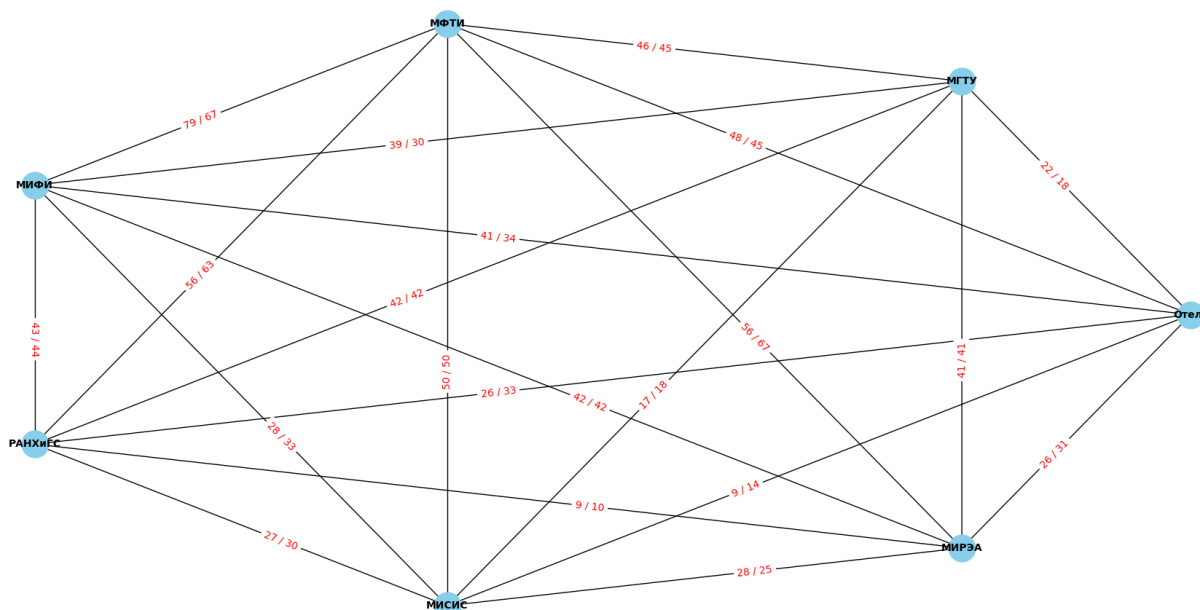 МФТИ
46 / 45
МГТУ
79 / 67
39 / 30
48 / 45
22 / 18
МИФИ
41 / 34
56 / 63
42 / 42
Отель
43 / 44
50 / 50
56 / 67
41 / 41
26 / 33
17 / 18
42 / 42
28 / 33
РАНХиГС
26 / 31
9 / 14
9 / 10
27 / 30
МИРЭА
28 / 25
МИСИС